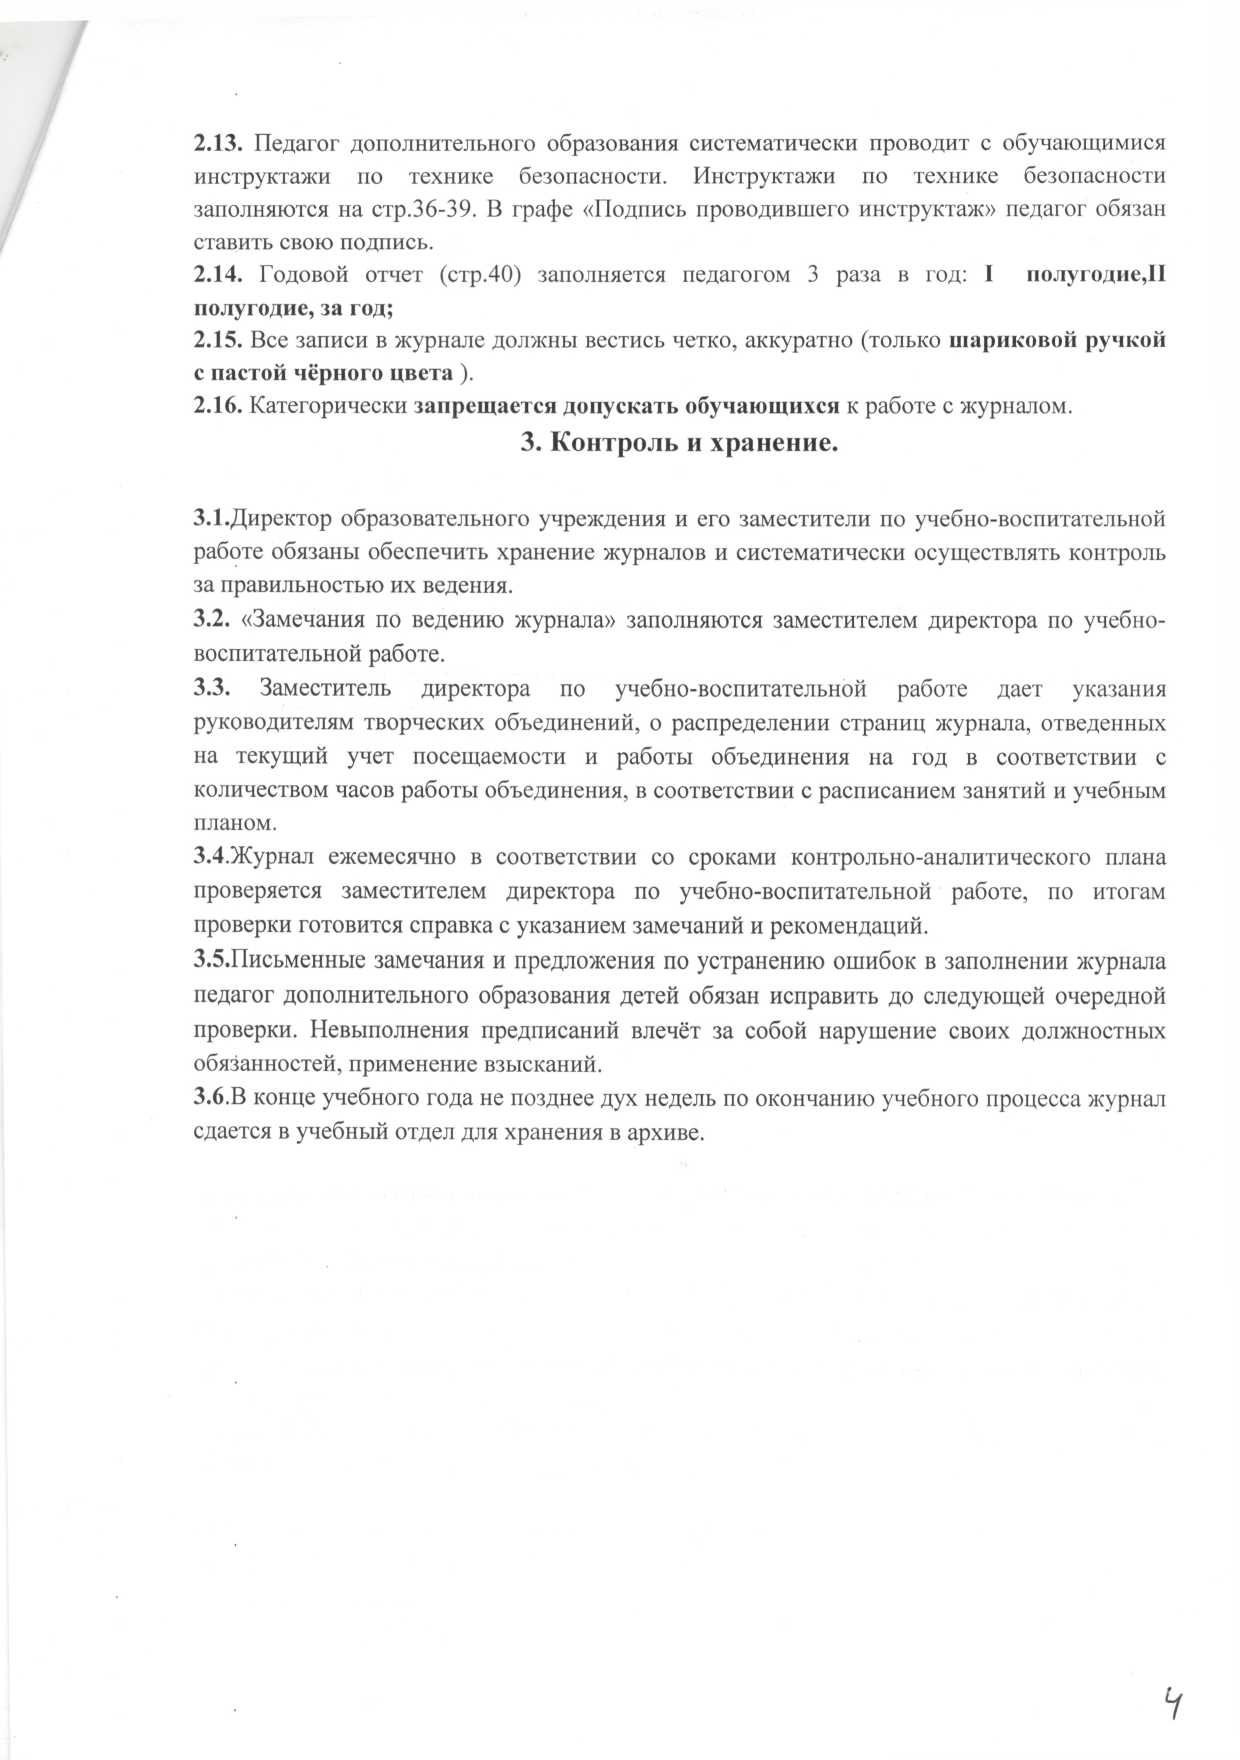 2.13. Педагог дополнительного образования систематически проводит с обучающимися
инструктажи по технике безопасности. Инструктажи по технике безопасности
заполняются на стр.36-39. В графе «Подпись проводившего инструктаж» педагог обязан
ставить свою подпись.
2.14. Годовой отчет (стр.40) заполняется педагогом 3 раза в год: I полугодие,II
полугодие, за год;
2.15. Все записи в журнале должны вестись четко, аккуратно (только шариковой ручкой
с пастой чёрного цвета ).
2.16. Категорически запрещается допускать обучающихся к работе с журналом.
3. Контроль и хранение.
3.1.Директор образовательного учреждения и его заместители по учебно-воспитательной
работе обязаны обеспечить хранение журналов и систематически осуществлять контроль
за правильностью их ведения.
3.2. «Замечания по ведению журнала» заполняются заместителем директора по учебно-
воспитательной работе.
3.3. Заместитель директора по учебно-воспитательной работе дает указания
руководителям творческих объединений, о распределении страниц журнала, отведенных
на текущий учет посещаемости и работы объединения на год в соответствии с
количеством часов работы объединения, в соответствии с расписанием занятий и учебным
планом.
3.4.Журнал ежемесячно в соответствии со сроками контрольно-аналитического плана
проверяется заместителем директора по учебно-воспитательной работе, по итогам
проверки готовится справка с указанием замечаний и рекомендаций.
3.5.Письменные замечания и предложения по устранению ошибок в заполнении журнала
педагог дополнительного образования детей обязан исправить до следующей очередной
проверки. Невыполнения предписаний влечёт за собой нарушение своих должностных
обязанностей, применение взысканий.
3.6.В конце учебного года не позднее дух недель по окончанию учебного процесса журнал
сдается в учебный отдел для хранения в архиве.
4